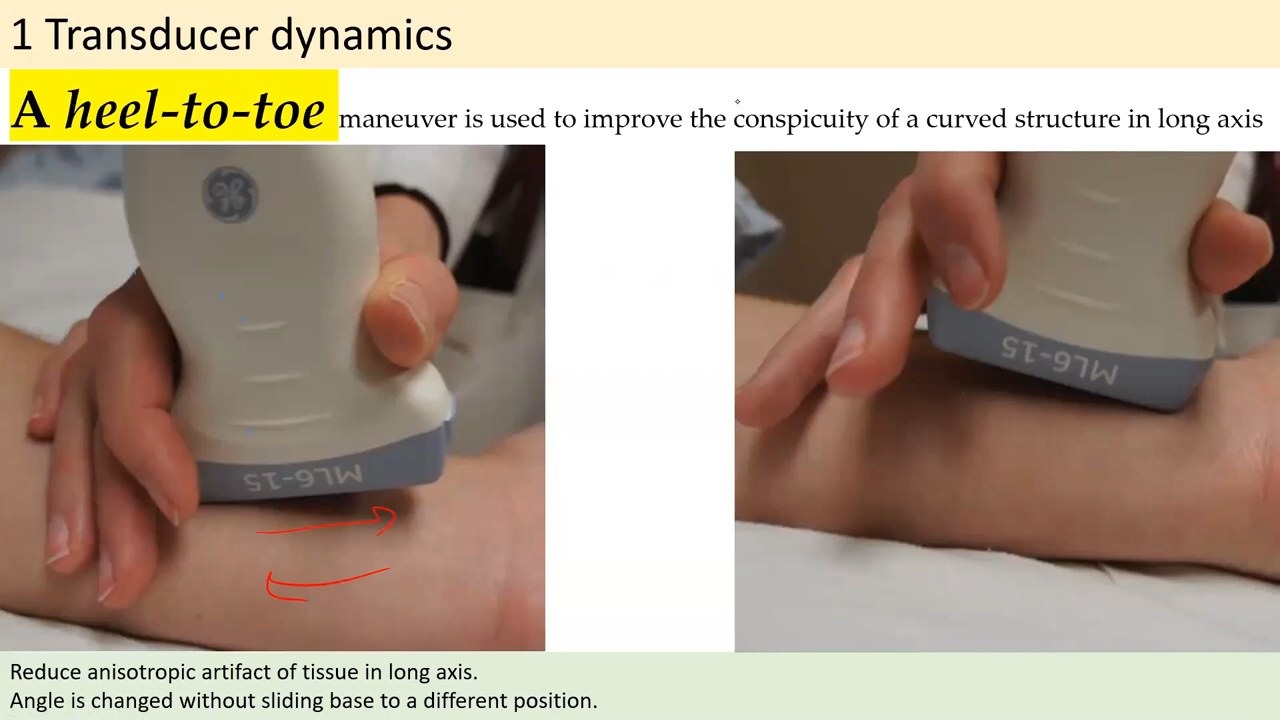 1 Transducer dynamics
A heel-to-toe maneuver is used to improve the conspicuity of a curved structure in long axis
GE
ML6-15
ML6-15
Reduce anisotropic artifact of tissue in long axis.
Angle is changed without sliding base to a different position.